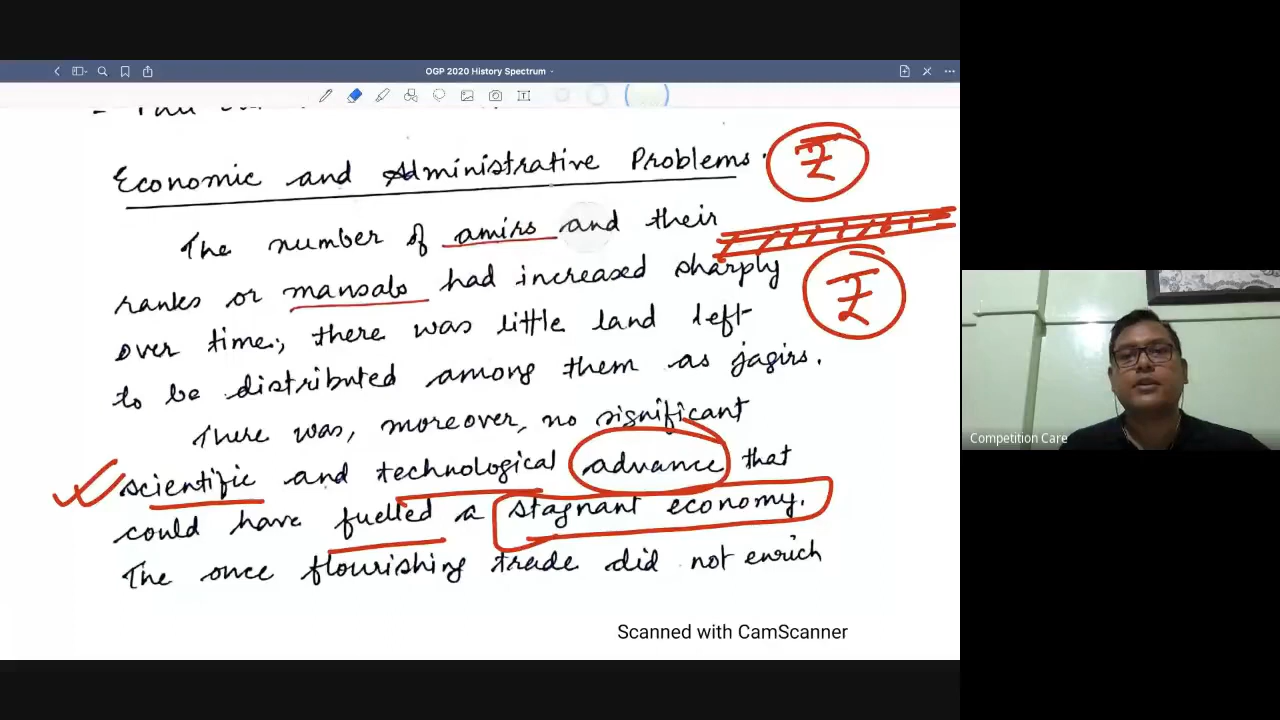 OGP 2020 History Spectrum
Economic and Administrative Problems.
The number of amirs and their
ranks or mansabs had increased sharply
over time; there was little land left
to be distributed among them as jagirs.
There was, moreover, no significant
scientific and technological advance that
could have fuelled a stagnant economy.
The once flourishing trade did not enrich
Scanned with CamScanner
Competition Care